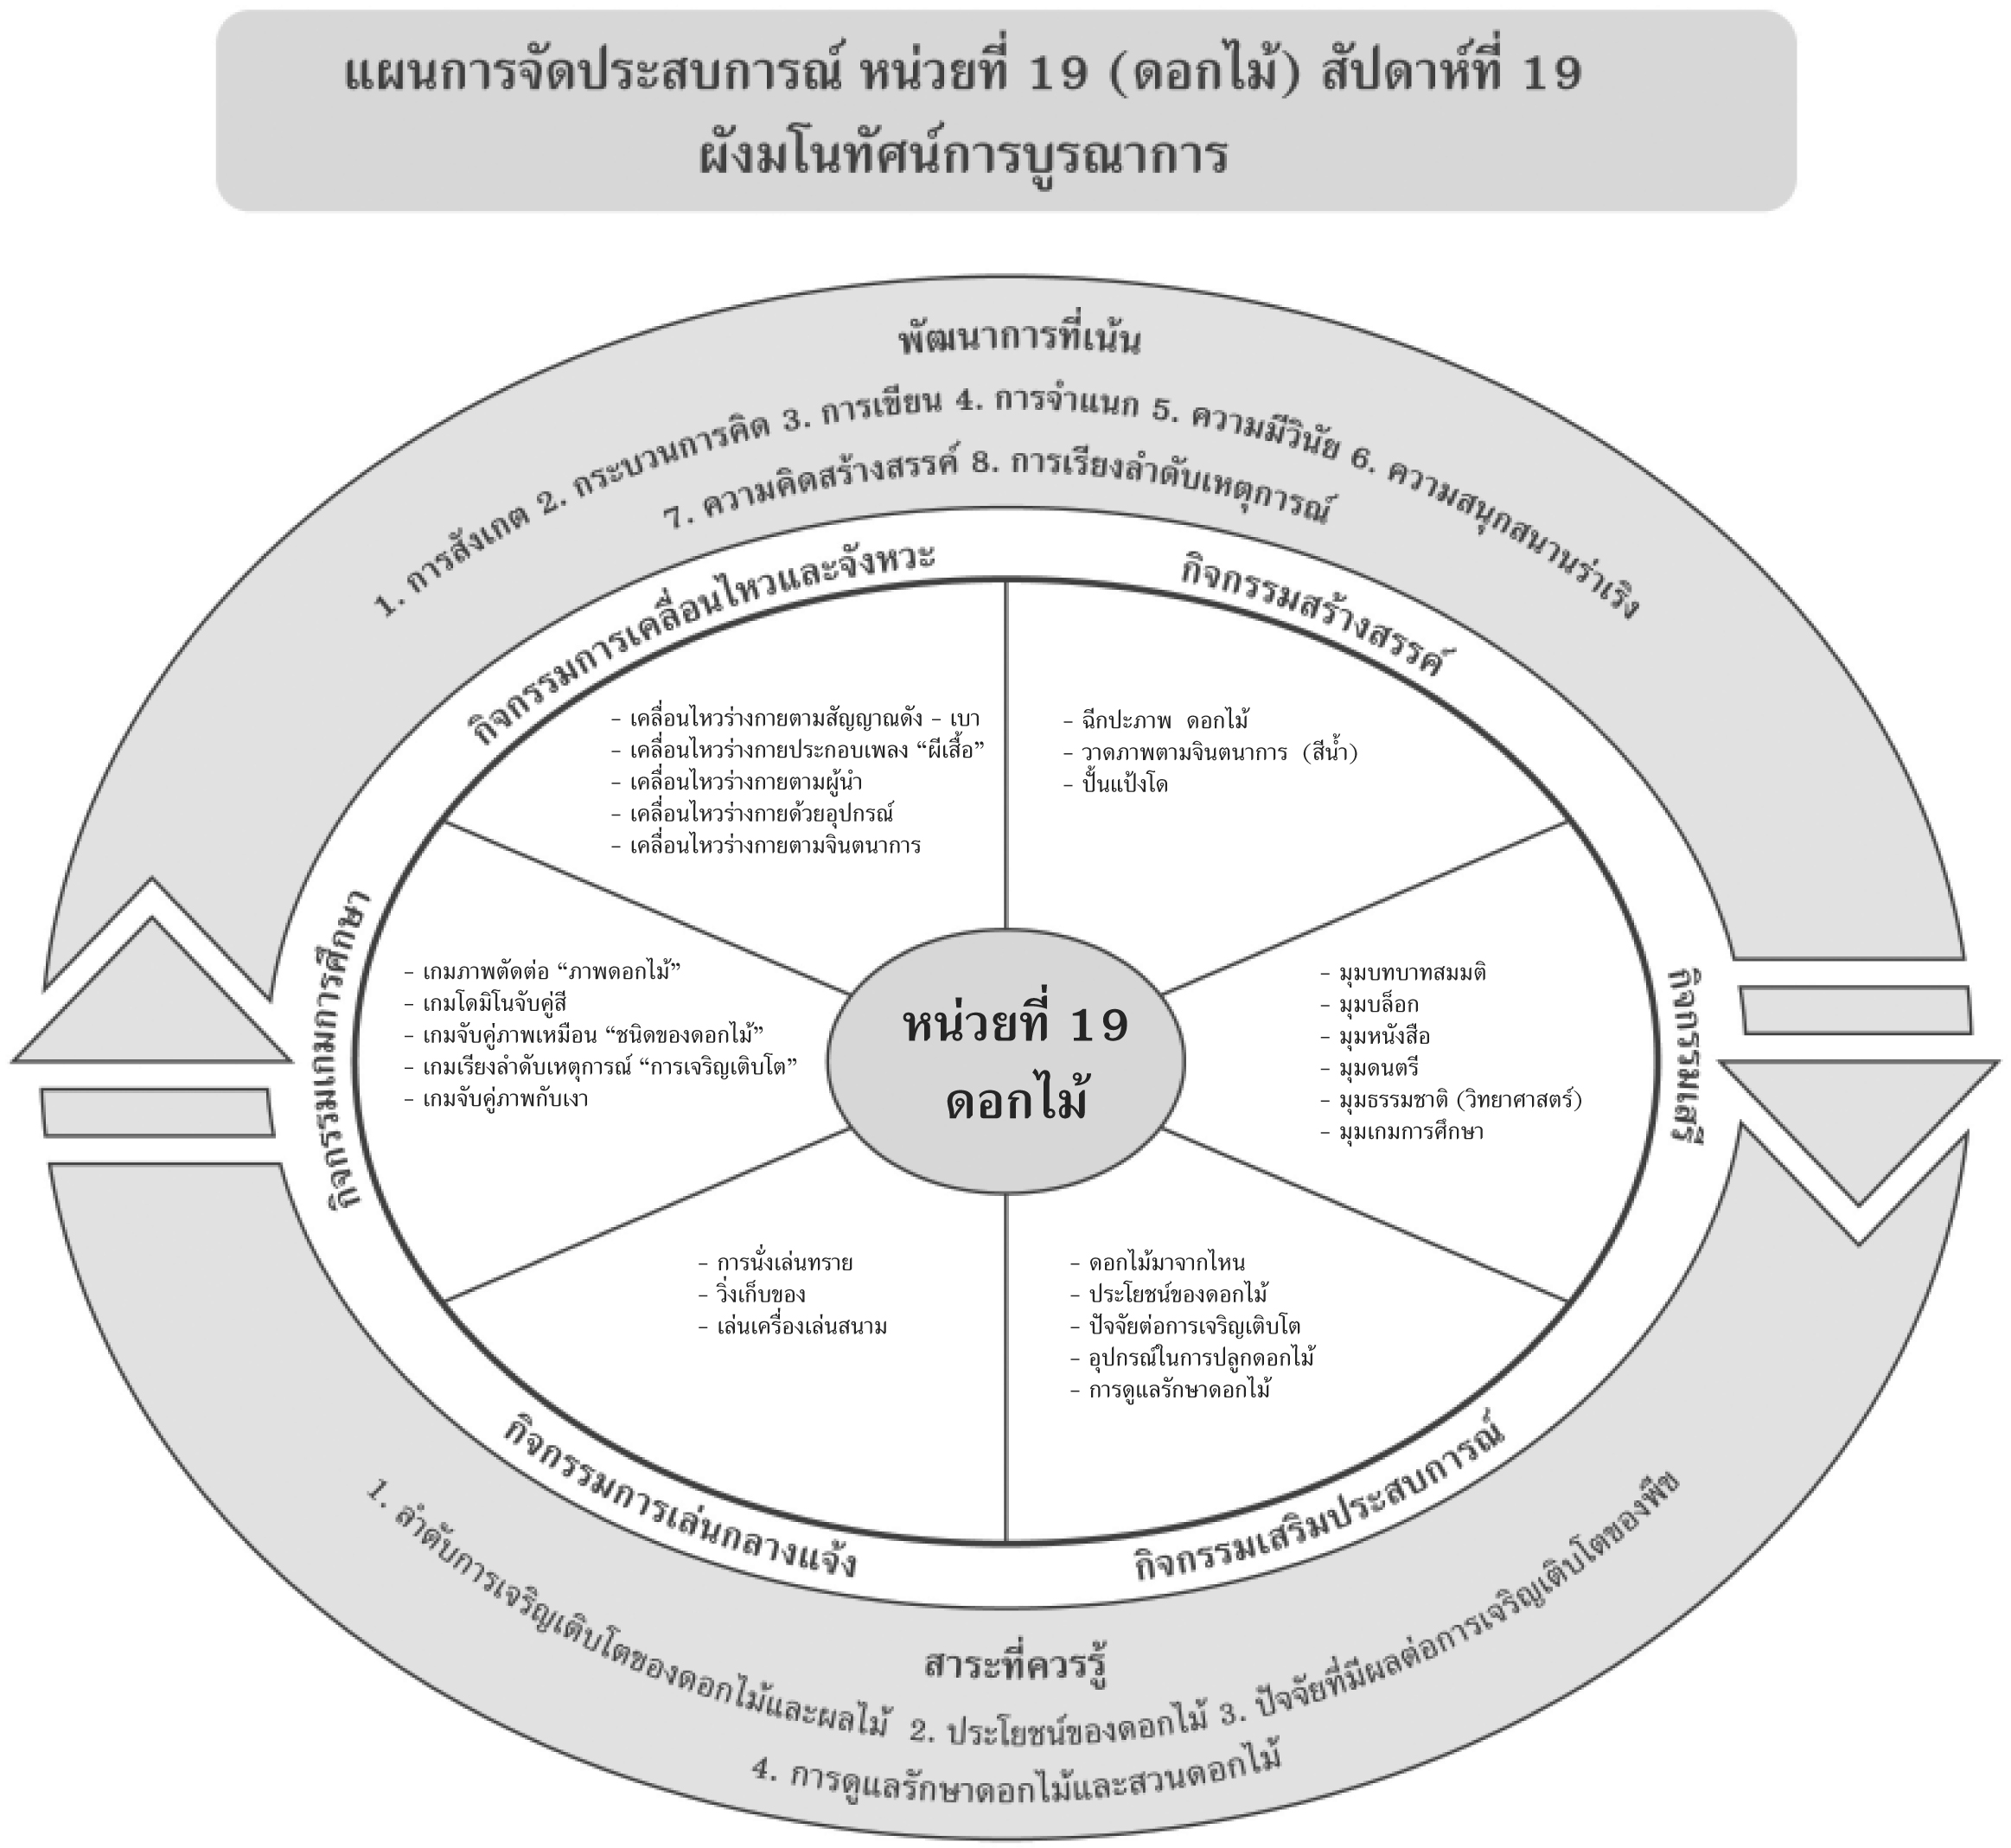 แผนการจัดประสบการณ์ หน่วยที่ 19 (ดอกไม้) สัปดาห์ที่ 19
ผังมโนทัศน์การบูรณาการ
พัฒนาการที่เน้น
1. การสังเกต 2. กระบวนการคิด 3. การเขียน 4. การจำแนก 5. ความมีวินัย 6. ความสนุกสนานร่าเริง
7. ความคิดสร้างสรรค์ 8. การเรียงลำดับเหตุการณ์
กิจกรรมการเคลื่อนไหวและจังหวะ
- เคลื่อนไหวร่างกายตามสัญญาณดัง - เบา
- เคลื่อนไหวร่างกายประกอบเพลง “ผีเสื้อ”
- เคลื่อนไหวร่างกายตามผู้นำ
- เคลื่อนไหวร่างกายด้วยอุปกรณ์
- เคลื่อนไหวร่างกายตามจินตนาการ
กิจกรรมสร้างสรรค์
- ฉีกปะภาพ ดอกไม้
- วาดภาพตามจินตนาการ (สีน้ำ)
- ปั้นแป้งโด
กิจกรรมเกมการศึกษา
- เกมภาพตัดต่อ “ภาพดอกไม้”
- เกมโดมิโนจับคู่สี
- เกมจับคู่ภาพเหมือน “ชนิดของดอกไม้”
- เกมเรียงลำดับเหตุการณ์ “การเจริญเติบโต”
- เกมจับคู่ภาพกับเงา
หน่วยที่ 19
ดอกไม้
กิจกรรมเสรี
- มุมบทบาทสมมติ
- มุมบล็อก
- มุมหนังสือ
- มุมดนตรี
- มุมธรรมชาติ (วิทยาศาสตร์)
- มุมเกมการศึกษา
กิจกรรมการเล่นกลางแจ้ง
- การนั่งเล่นทราย
- วิ่งเก็บของ
- เล่นเครื่องเล่นสนาม
กิจกรรมเสริมประสบการณ์
- ดอกไม้มาจากไหน
- ประโยชน์ของดอกไม้
- ปัจจัยต่อการเจริญเติบโต
- อุปกรณ์ในการปลูกดอกไม้
- การดูแลรักษาดอกไม้
สาระที่ควรรู้
1. ลำดับการเจริญเติบโตของดอกไม้และผลไม้ 2. ประโยชน์ของดอกไม้ 3. ปัจจัยที่มีผลต่อการเจริญเติบโตของพืช
4. การดูแลรักษาดอกไม้และสวนดอกไม้